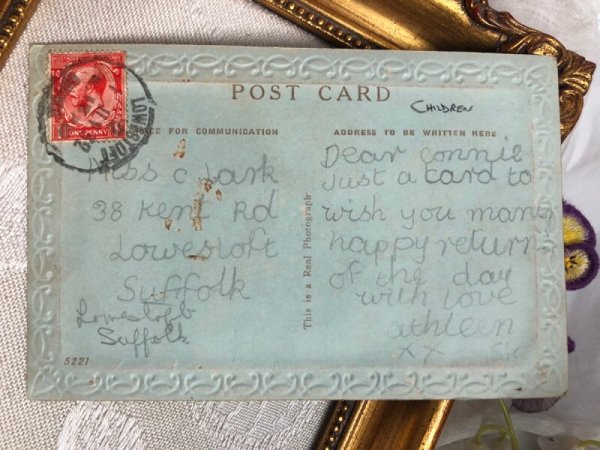 POSTAGE
ONE PENNY
LOWESTOFT
POST CARD
CHILDREN
FOR COMMUNICATION
ADDRESS TO BE WRITTEN HERE
Miss C Lark
38 Kent Rd
Lowestoft
Suffolk
Lowestoft
Suffolk
5221
This is a Real Photograph
Dear Connie
Just a card to
wish you many
happy return
of the day
with love
athleen
x x